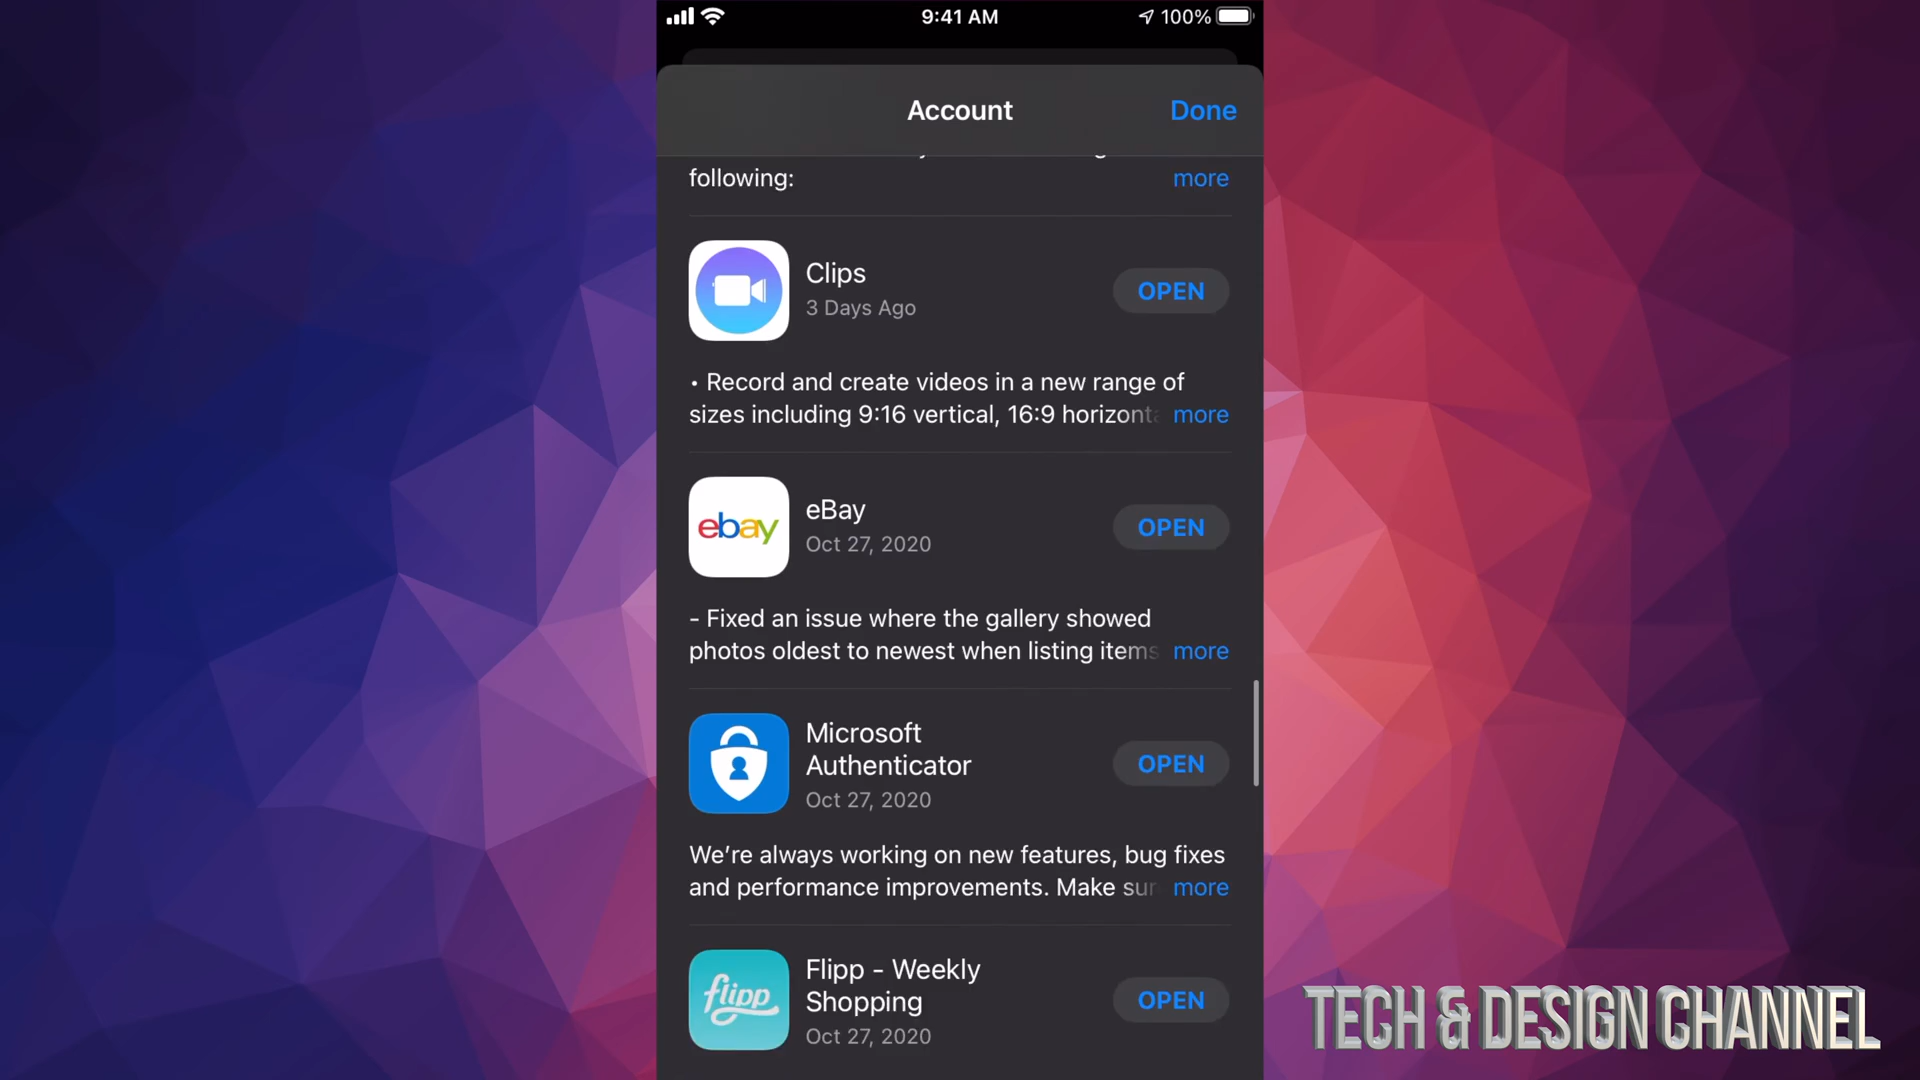 9:41 AM
100%
Account
Done
following:
more
Clips
3 Days Ago
OPEN
• Record and create videos in a new range of
sizes including 9:16 vertical, 16:9 horizonta
more
ebay
eBay
Oct 27, 2020
OPEN
- Fixed an issue where the gallery showed
photos oldest to newest when listing items
more
Microsoft
Authenticator
Oct 27, 2020
OPEN
We’re always working on new features, bug fixes
and performance improvements. Make sur
more
flipp
Flipp - Weekly
Shopping
Oct 27, 2020
OPEN
TECH & DESIGN CHANNEL